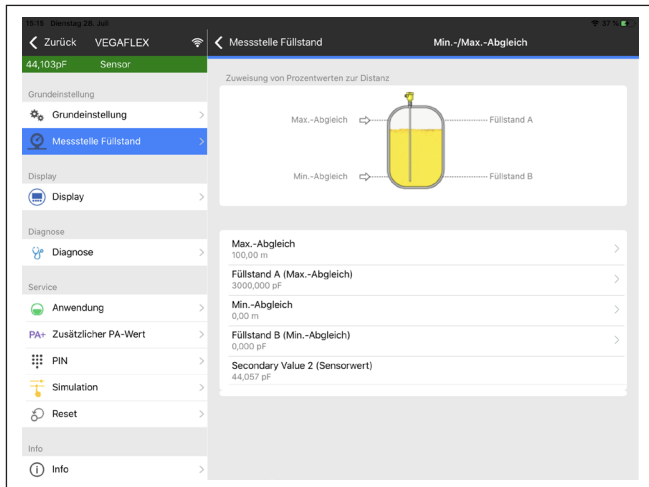 15:15 Dienstag 28. Juli
37 %
Zurück VEGAFLEX
Messstelle Füllstand
Min.-/Max.-Abgleich
44,103pF Sensor
Grundeinstellung
Grundeinstellung
Messstelle Füllstand
Display
Display
Diagnose
Diagnose
Service
Anwendung
PA+ Zusätzlicher PA-Wert
PIN
Simulation
Reset
Info
Info
Zuweisung von Prozentwerten zur Distanz
Max.-Abgleich
Füllstand A
Min.-Abgleich
Füllstand B
Max.-Abgleich
100,00 m
Füllstand A (Max.-Abgleich)
3000,000 pF
Min.-Abgleich
0,00 m
Füllstand B (Min.-Abgleich)
0,000 pF
Secondary Value 2 (Sensorwert)
44,057 pF